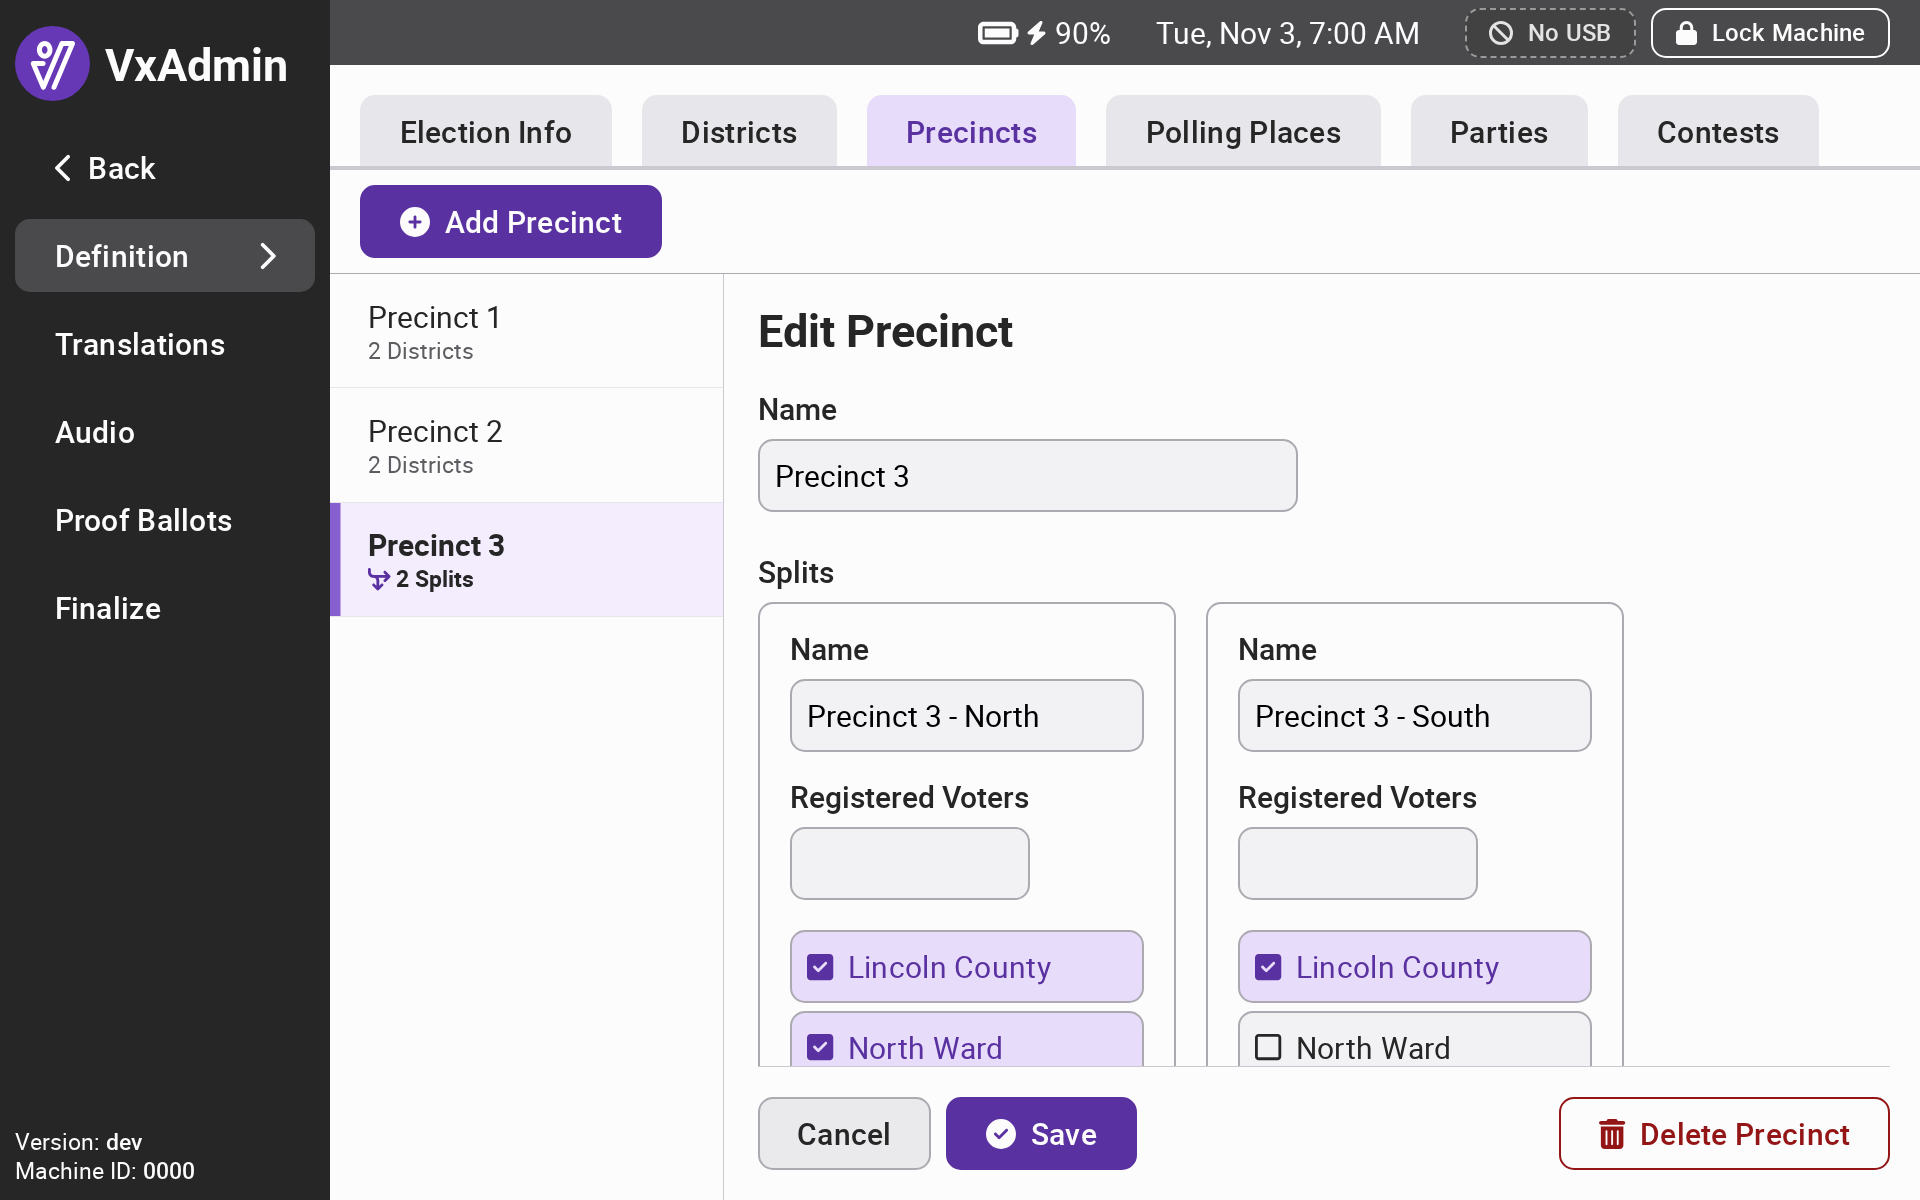 VxAdmin
90%
Tue, Nov 3, 7:00 AM
No USB
Lock Machine
Back
Definition
Translations
Audio
Proof Ballots
Finalize
Version: dev
Machine ID: 0000
Election Info
Districts
Precincts
Polling Places
Parties
Contests
Add Precinct
Precinct 1
2 Districts
Precinct 2
2 Districts
Precinct 3
2 Splits
Edit Precinct
Name
Precinct 3
Splits
Name
Precinct 3 - North
Registered Voters
Lincoln County
North Ward
Name
Precinct 3 - South
Registered Voters
Lincoln County
North Ward
Cancel
Save
Delete Precinct